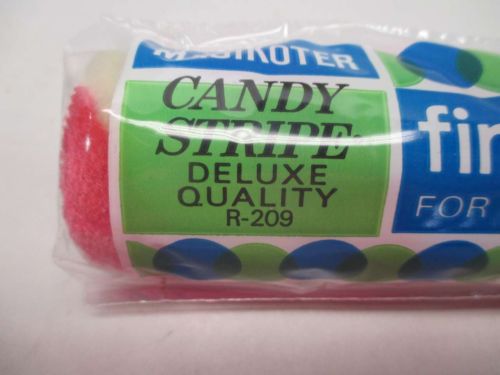 CANDY
STRIPE
DELUXE
QUALITY
R-209
FOR